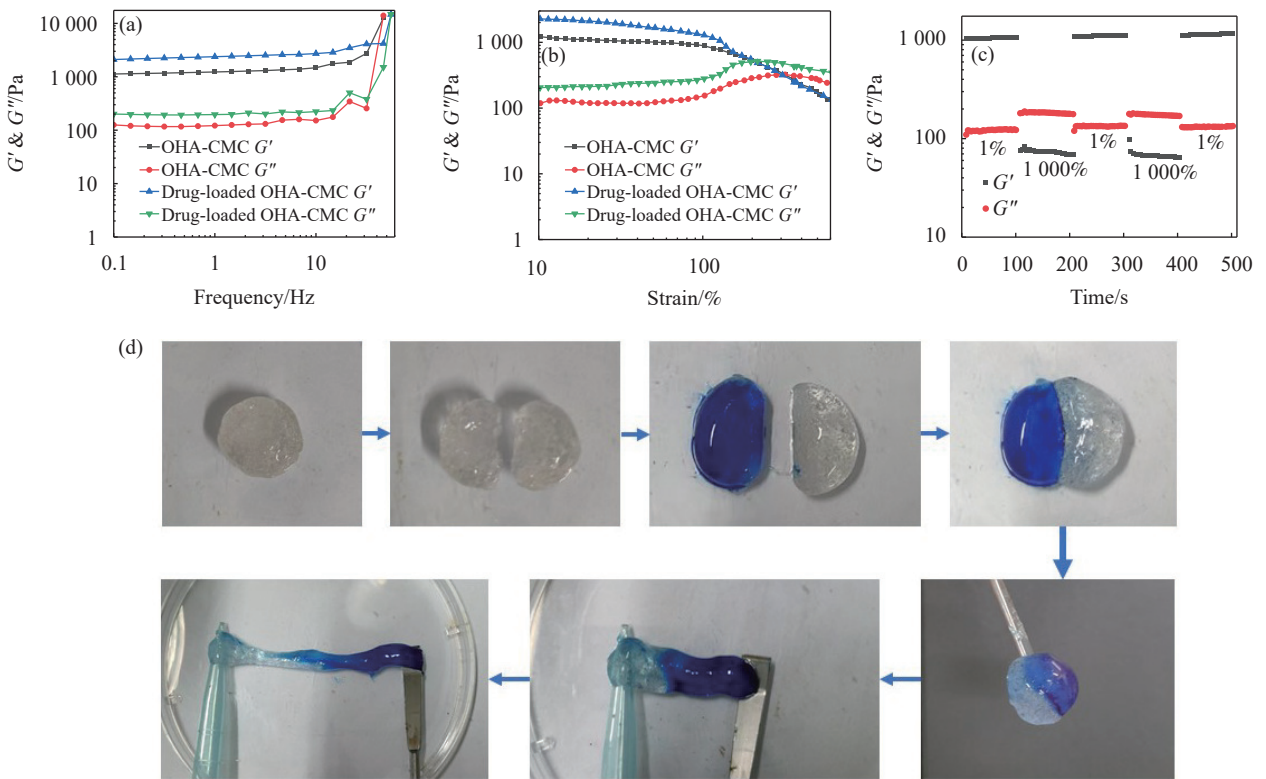 (a)
10 000
1 000
100
10
1
G′ & G″/Pa
OHA-CMC G′
OHA-CMC G″
Drug-loaded OHA-CMC G′
Drug-loaded OHA-CMC G″
0.1
1
10
Frequency/Hz
(b)
1 000
100
10
1
G′ & G″/Pa
OHA-CMC G′
OHA-CMC G″
Drug-loaded OHA-CMC G′
Drug-loaded OHA-CMC G″
10
100
Strain/%
(c)
1 000
100
10
G′ & G″/Pa
1%
1 000%
1%
1 000%
1%
G′
G″
0 100 200 300 400 500
Time/s
(d)